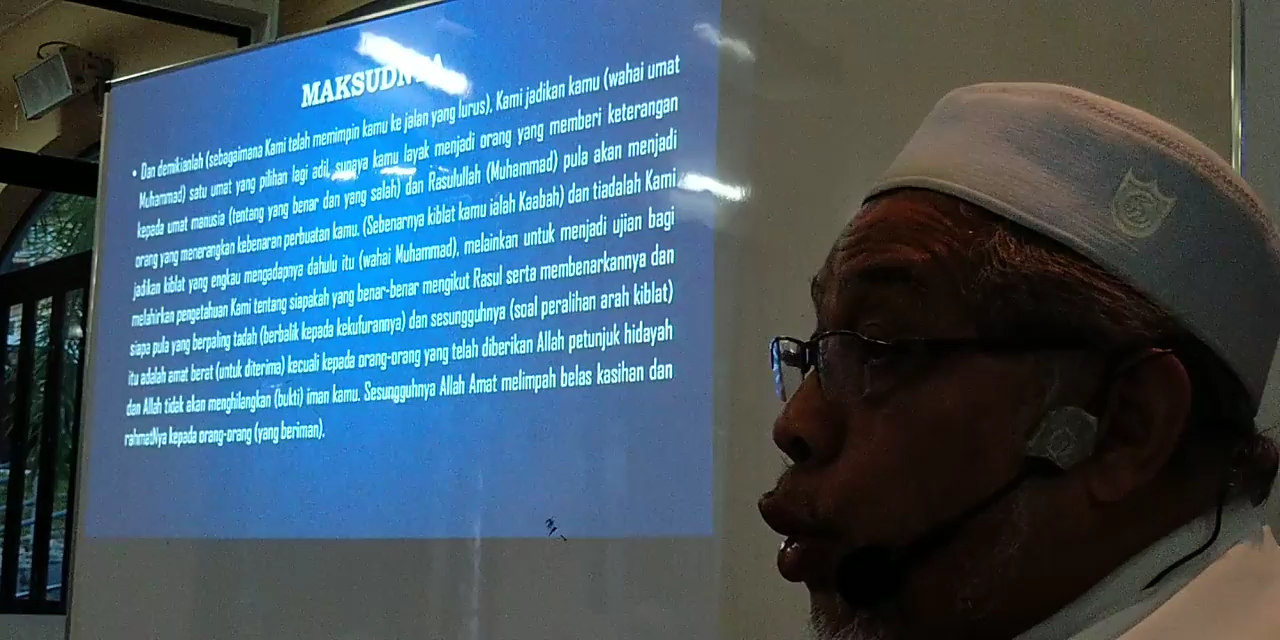 MAKSUDNYA
• Dan demikianlah (sebagaimana Kami telah memimpin kamu ke jalan yang lurus), Kami jadikan kamu (wahai umat
Muhammad) satu umat yang pilihan lagi adil, supaya kamu layak menjadi orang yang memberi keterangan
kepada umat manusia (tentang yang benar dan yang salah) dan Rasulullah (Muhammad) pula akan menjadi
orang yang menerangkan kebenaran perbuatan kamu. (Sebenarnya kiblat kamu ialah Kaabah) dan tiadalah Kami
jadikan kiblat yang engkau mengadapnya dahulu itu (wahai Muhammad), melainkan untuk menjadi ujian bagi
melahirkan pengetahuan Kami tentang siapakah yang benar-benar mengikut Rasul serta membenarkannya dan
siapa pula yang berpaling tadah (berbalik kepada kekufurannya) dan sesungguhnya (soal peralihan arah kiblat)
itu adalah amat berat (untuk diterima) kecuali kepada orang-orang yang telah diberikan Allah petunjuk hidayah
dan Allah tidak akan menghilangkan (bukti) iman kamu. Sesungguhnya Allah Amat melimpah belas kasihan dan
rahmatNya kepada orang-orang (yang beriman).